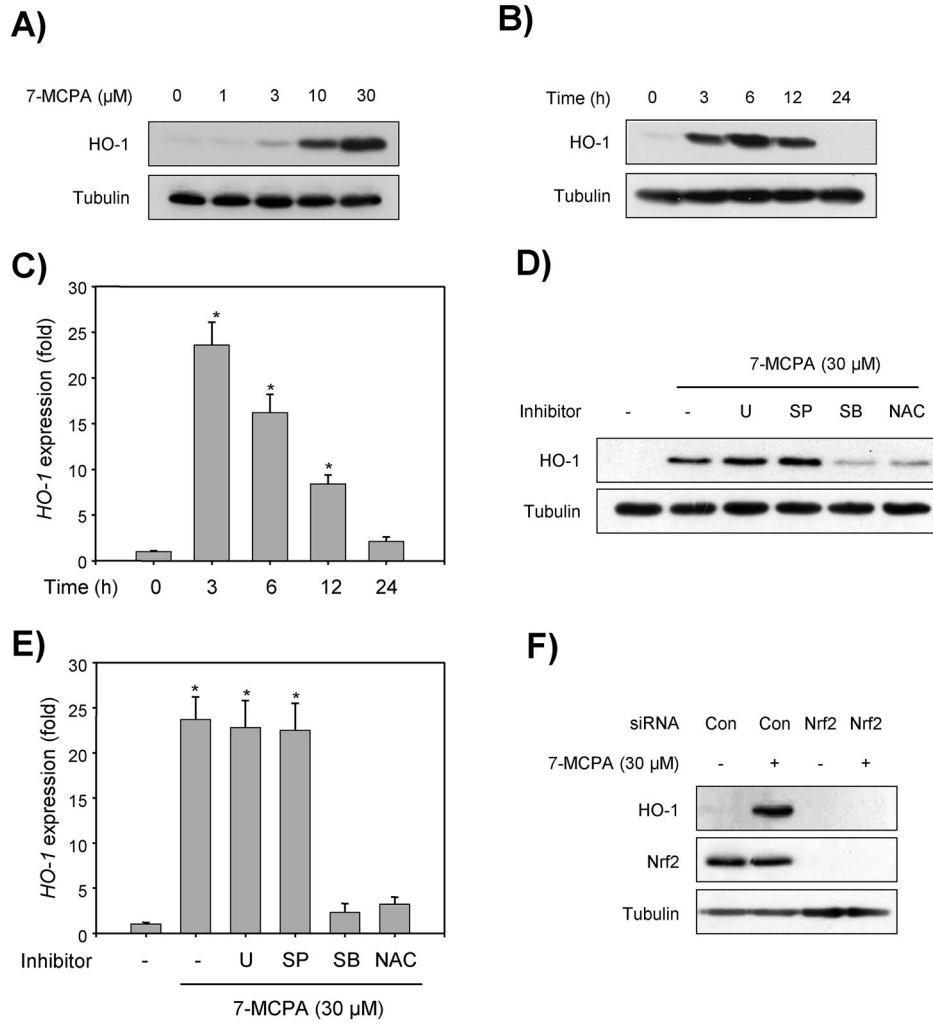 A)
7-MCPA (µM) 0 1 3 10 30
HO-1
Tubulin
B)
Time (h) 0 3 6 12 24
HO-1
Tubulin
C)
HO-1 expression (fold)
30
25
20
15
10
5
0
* * *
Time (h) 0 3 6 12 24
D)
7-MCPA (30 µM)
Inhibitor - - U SP SB NAC
HO-1
Tubulin
E)
HO-1 expression (fold)
30
25
20
15
10
5
0
* * *
Inhibitor - - U SP SB NAC
7-MCPA (30 µM)
F)
siRNA Con Con Nrf2 Nrf2
7-MCPA (30 µM) - + - +
HO-1
Nrf2
Tubulin